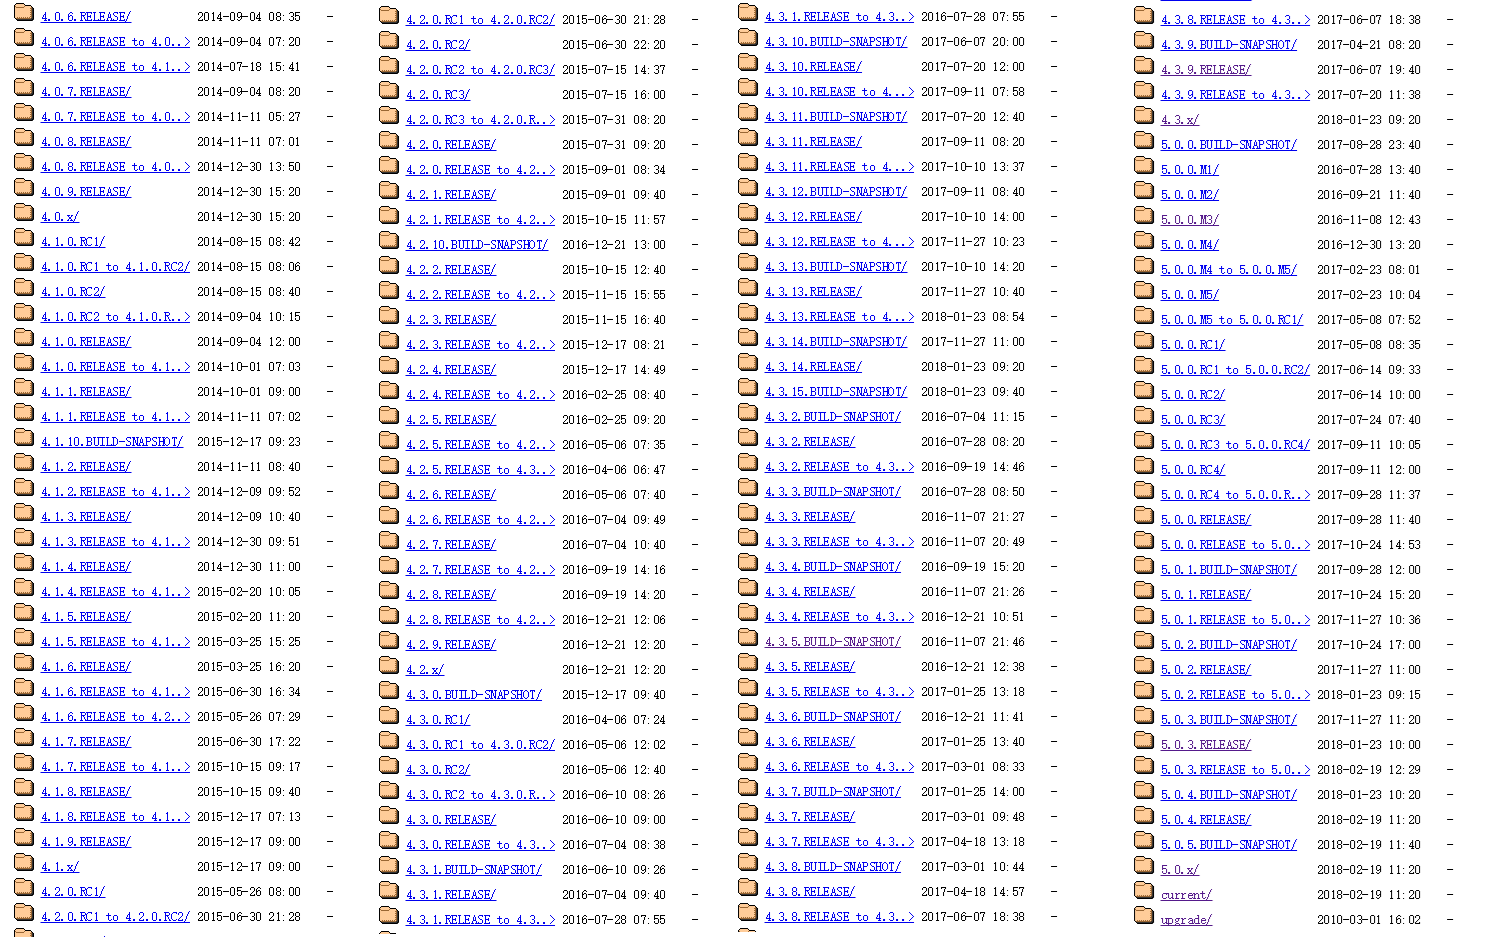 4.0.6.RELEASE/ 2014-09-04 08:35 -
4.0.6.RELEASE to 4.0..> 2014-09-04 07:20 -
4.0.6.RELEASE to 4.1..> 2014-07-18 15:41 -
4.0.7.RELEASE/ 2014-09-04 08:20 -
4.0.7.RELEASE to 4.0..> 2014-11-11 05:27 -
4.0.8.RELEASE/ 2014-11-11 07:01 -
4.0.8.RELEASE to 4.0..> 2014-12-30 13:50 -
4.0.9.RELEASE/ 2014-12-30 15:20 -
4.0.x/ 2014-12-30 15:20 -
4.1.0.RC1/ 2014-08-15 08:42 -
4.1.0.RC1 to 4.1.0.RC2/ 2014-08-15 08:06 -
4.1.0.RC2/ 2014-08-15 08:40 -
4.1.0.RC2 to 4.1.0.R..> 2014-09-04 10:15 -
4.1.0.RELEASE/ 2014-09-04 12:00 -
4.1.0.RELEASE to 4.1..> 2014-10-01 07:03 -
4.1.1.RELEASE/ 2014-10-01 09:00 -
4.1.1.RELEASE to 4.1..> 2014-11-11 07:02 -
4.1.10.BUILD-SNAPSHOT/ 2015-12-17 09:23 -
4.1.2.RELEASE/ 2014-11-11 08:40 -
4.1.2.RELEASE to 4.1..> 2014-12-09 09:52 -
4.1.3.RELEASE/ 2014-12-09 10:40 -
4.1.3.RELEASE to 4.1..> 2014-12-30 09:51 -
4.1.4.RELEASE/ 2014-12-30 11:00 -
4.1.4.RELEASE to 4.1..> 2015-02-20 10:05 -
4.1.5.RELEASE/ 2015-02-20 11:20 -
4.1.5.RELEASE to 4.1..> 2015-03-25 15:25 -
4.1.6.RELEASE/ 2015-03-25 16:20 -
4.1.6.RELEASE to 4.1..> 2015-06-30 16:34 -
4.1.6.RELEASE to 4.2..> 2015-05-26 07:29 -
4.1.7.RELEASE/ 2015-06-30 17:22 -
4.1.7.RELEASE to 4.1..> 2015-10-15 09:17 -
4.1.8.RELEASE/ 2015-10-15 09:40 -
4.1.8.RELEASE to 4.1..> 2015-12-17 07:13 -
4.1.9.RELEASE/ 2015-12-17 09:00 -
4.1.x/ 2015-12-17 09:00 -
4.2.0.RC1/ 2015-05-26 08:00 -
4.2.0.RC1 to 4.2.0.RC2/ 2015-06-30 21:28 -
4.2.0.RC1 to 4.2.0.RC2/ 2015-06-30 21:28 -
4.2.0.RC2/ 2015-06-30 22:20 -
4.2.0.RC2 to 4.2.0.RC3/ 2015-07-15 14:37 -
4.2.0.RC3/ 2015-07-15 16:00 -
4.2.0.RC3 to 4.2.0.R..> 2015-07-31 08:20 -
4.2.0.RELEASE/ 2015-07-31 09:20 -
4.2.0.RELEASE to 4.2..> 2015-09-01 08:34 -
4.2.1.RELEASE/ 2015-09-01 09:40 -
4.2.1.RELEASE to 4.2..> 2015-10-15 11:57 -
4.2.10.BUILD-SNAPSHOT/ 2016-12-21 13:00 -
4.2.2.RELEASE/ 2015-10-15 12:40 -
4.2.2.RELEASE to 4.2..> 2015-11-15 15:55 -
4.2.3.RELEASE/ 2015-11-15 16:40 -
4.2.3.RELEASE to 4.2..> 2015-12-17 08:21 -
4.2.4.RELEASE/ 2015-12-17 14:49 -
4.2.4.RELEASE to 4.2..> 2016-02-25 08:40 -
4.2.5.RELEASE/ 2016-02-25 09:20 -
4.2.5.RELEASE to 4.2..> 2016-05-06 07:35 -
4.2.5.RELEASE to 4.3..> 2016-04-06 06:47 -
4.2.6.RELEASE/ 2016-05-06 07:40 -
4.2.6.RELEASE to 4.2..> 2016-07-04 09:49 -
4.2.7.RELEASE/ 2016-07-04 10:40 -
4.2.7.RELEASE to 4.2..> 2016-09-19 14:16 -
4.2.8.RELEASE/ 2016-09-19 14:20 -
4.2.8.RELEASE to 4.2..> 2016-12-21 12:06 -
4.2.9.RELEASE/ 2016-12-21 12:20 -
4.2.x/ 2016-12-21 12:20 -
4.3.0.BUILD-SNAPSHOT/ 2015-12-17 09:40 -
4.3.0.RC1/ 2016-04-06 07:24 -
4.3.0.RC1 to 4.3.0.RC2/ 2016-05-06 12:02 -
4.3.0.RC2/ 2016-05-06 12:40 -
4.3.0.RC2 to 4.3.0.R..> 2016-06-10 08:26 -
4.3.0.RELEASE/ 2016-06-10 09:00 -
4.3.0.RELEASE to 4.3..> 2016-07-04 08:38 -
4.3.1.BUILD-SNAPSHOT/ 2016-06-10 09:26 -
4.3.1.RELEASE/ 2016-07-04 09:40 -
4.3.1.RELEASE to 4.3..> 2016-07-28 07:55 -
4.3.1.RELEASE to 4.3..> 2016-07-28 07:55 -
4.3.10.BUILD-SNAPSHOT/ 2017-06-07 20:00 -
4.3.10.RELEASE/ 2017-07-20 12:00 -
4.3.10.RELEASE to 4...> 2017-09-11 07:58 -
4.3.11.BUILD-SNAPSHOT/ 2017-07-20 12:40 -
4.3.11.RELEASE/ 2017-09-11 08:20 -
4.3.11.RELEASE to 4...> 2017-10-10 13:37 -
4.3.12.BUILD-SNAPSHOT/ 2017-09-11 08:40 -
4.3.12.RELEASE/ 2017-10-10 14:00 -
4.3.12.RELEASE to 4...> 2017-11-27 10:23 -
4.3.13.BUILD-SNAPSHOT/ 2017-10-10 14:20 -
4.3.13.RELEASE/ 2017-11-27 10:40 -
4.3.13.RELEASE to 4...> 2018-01-23 08:54 -
4.3.14.BUILD-SNAPSHOT/ 2017-11-27 11:00 -
4.3.14.RELEASE/ 2018-01-23 09:20 -
4.3.15.BUILD-SNAPSHOT/ 2018-01-23 09:40 -
4.3.2.BUILD-SNAPSHOT/ 2016-07-04 11:15 -
4.3.2.RELEASE/ 2016-07-28 08:20 -
4.3.2.RELEASE to 4.3..> 2016-09-19 14:46 -
4.3.3.BUILD-SNAPSHOT/ 2016-07-28 08:50 -
4.3.3.RELEASE/ 2016-11-07 21:27 -
4.3.3.RELEASE to 4.3..> 2016-11-07 20:49 -
4.3.4.BUILD-SNAPSHOT/ 2016-09-19 15:20 -
4.3.4.RELEASE/ 2016-11-07 21:26 -
4.3.4.RELEASE to 4.3..> 2016-12-21 10:51 -
4.3.5.BUILD-SNAPSHOT/ 2016-11-07 21:46 -
4.3.5.RELEASE/ 2016-12-21 12:38 -
4.3.5.RELEASE to 4.3..> 2017-01-25 13:18 -
4.3.6.BUILD-SNAPSHOT/ 2016-12-21 11:41 -
4.3.6.RELEASE/ 2017-01-25 13:40 -
4.3.6.RELEASE to 4.3..> 2017-03-01 08:33 -
4.3.7.BUILD-SNAPSHOT/ 2017-01-25 14:00 -
4.3.7.RELEASE/ 2017-03-01 09:48 -
4.3.7.RELEASE to 4.3..> 2017-04-18 13:18 -
4.3.8.BUILD-SNAPSHOT/ 2017-03-01 10:44 -
4.3.8.RELEASE/ 2017-04-18 14:57 -
4.3.8.RELEASE to 4.3..> 2017-06-07 18:38 -
4.3.8.RELEASE to 4.3..> 2017-06-07 18:38 -
4.3.9.BUILD-SNAPSHOT/ 2017-04-21 08:20 -
4.3.9.RELEASE/ 2017-06-07 19:40 -
4.3.9.RELEASE to 4.3..> 2017-07-20 11:38 -
4.3.x/ 2018-01-23 09:20 -
5.0.0.BUILD-SNAPSHOT/ 2017-08-28 23:40 -
5.0.0.M1/ 2016-07-28 13:40 -
5.0.0.M2/ 2016-09-21 11:40 -
5.0.0.M3/ 2016-11-08 12:43 -
5.0.0.M4/ 2016-12-30 13:20 -
5.0.0.M4 to 5.0.0.M5/ 2017-02-23 08:01 -
5.0.0.M5/ 2017-02-23 10:04 -
5.0.0.M5 to 5.0.0.RC1/ 2017-05-08 07:52 -
5.0.0.RC1/ 2017-05-08 08:35 -
5.0.0.RC1 to 5.0.0.RC2/ 2017-06-14 09:33 -
5.0.0.RC2/ 2017-06-14 10:00 -
5.0.0.RC3/ 2017-07-24 07:40 -
5.0.0.RC3 to 5.0.0.RC4/ 2017-09-11 10:05 -
5.0.0.RC4/ 2017-09-11 12:00 -
5.0.0.RC4 to 5.0.0.R..> 2017-09-28 11:37 -
5.0.0.RELEASE/ 2017-09-28 11:40 -
5.0.0.RELEASE to 5.0..> 2017-10-24 14:53 -
5.0.1.BUILD-SNAPSHOT/ 2017-09-28 12:00 -
5.0.1.RELEASE/ 2017-10-24 15:20 -
5.0.1.RELEASE to 5.0..> 2017-11-27 10:36 -
5.0.2.BUILD-SNAPSHOT/ 2017-10-24 17:00 -
5.0.2.RELEASE/ 2017-11-27 11:00 -
5.0.2.RELEASE to 5.0..> 2018-01-23 09:15 -
5.0.3.BUILD-SNAPSHOT/ 2017-11-27 11:20 -
5.0.3.RELEASE/ 2018-01-23 10:00 -
5.0.3.RELEASE to 5.0..> 2018-02-19 12:29 -
5.0.4.BUILD-SNAPSHOT/ 2018-01-23 10:20 -
5.0.4.RELEASE/ 2018-02-19 11:20 -
5.0.5.BUILD-SNAPSHOT/ 2018-02-19 11:40 -
5.0.x/ 2018-02-19 11:20 -
current/ 2018-02-19 11:20 -
upgrade/ 2010-03-01 16:02 -